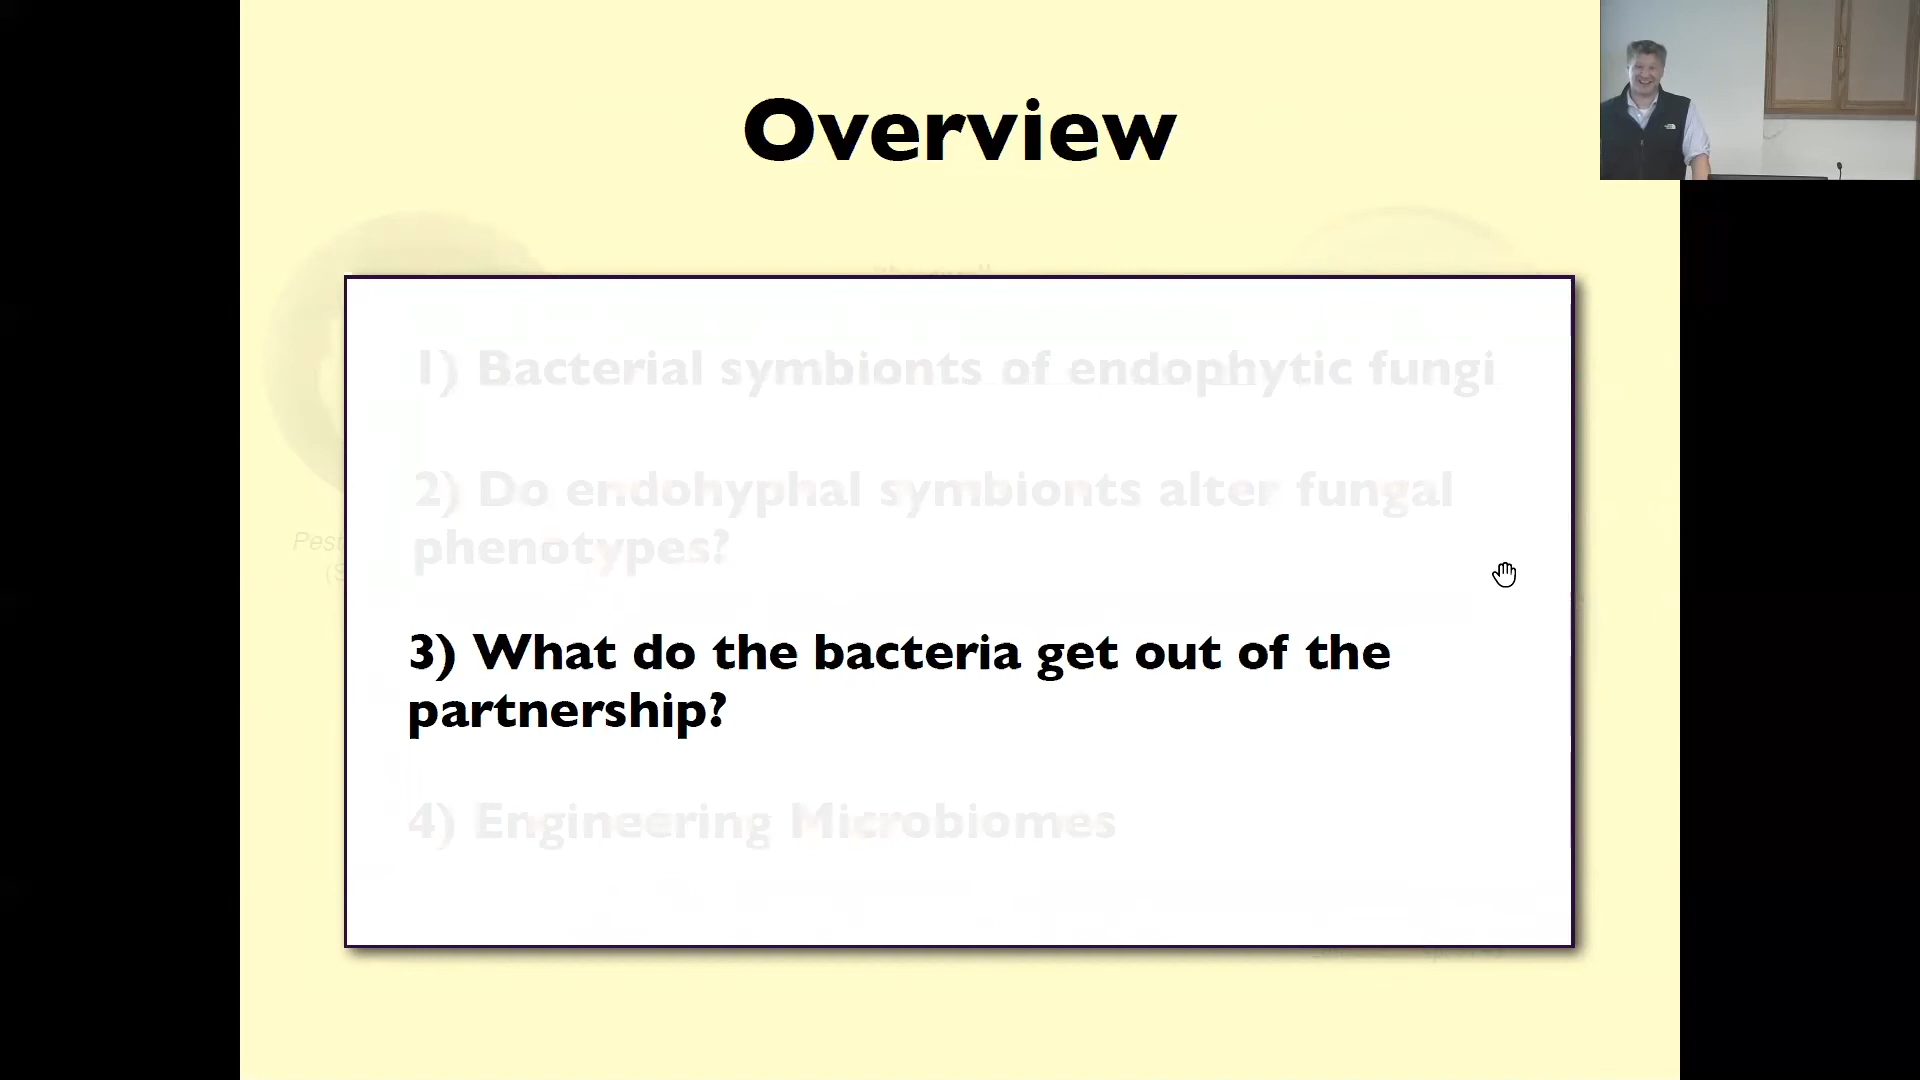 Overview
1) Bacterial symbionts of endophytic fungi
2) Do endohyphal symbionts alter fungal
phenotypes?
3) What do the bacteria get out of the
partnership?
4) Engineering Microbiomes